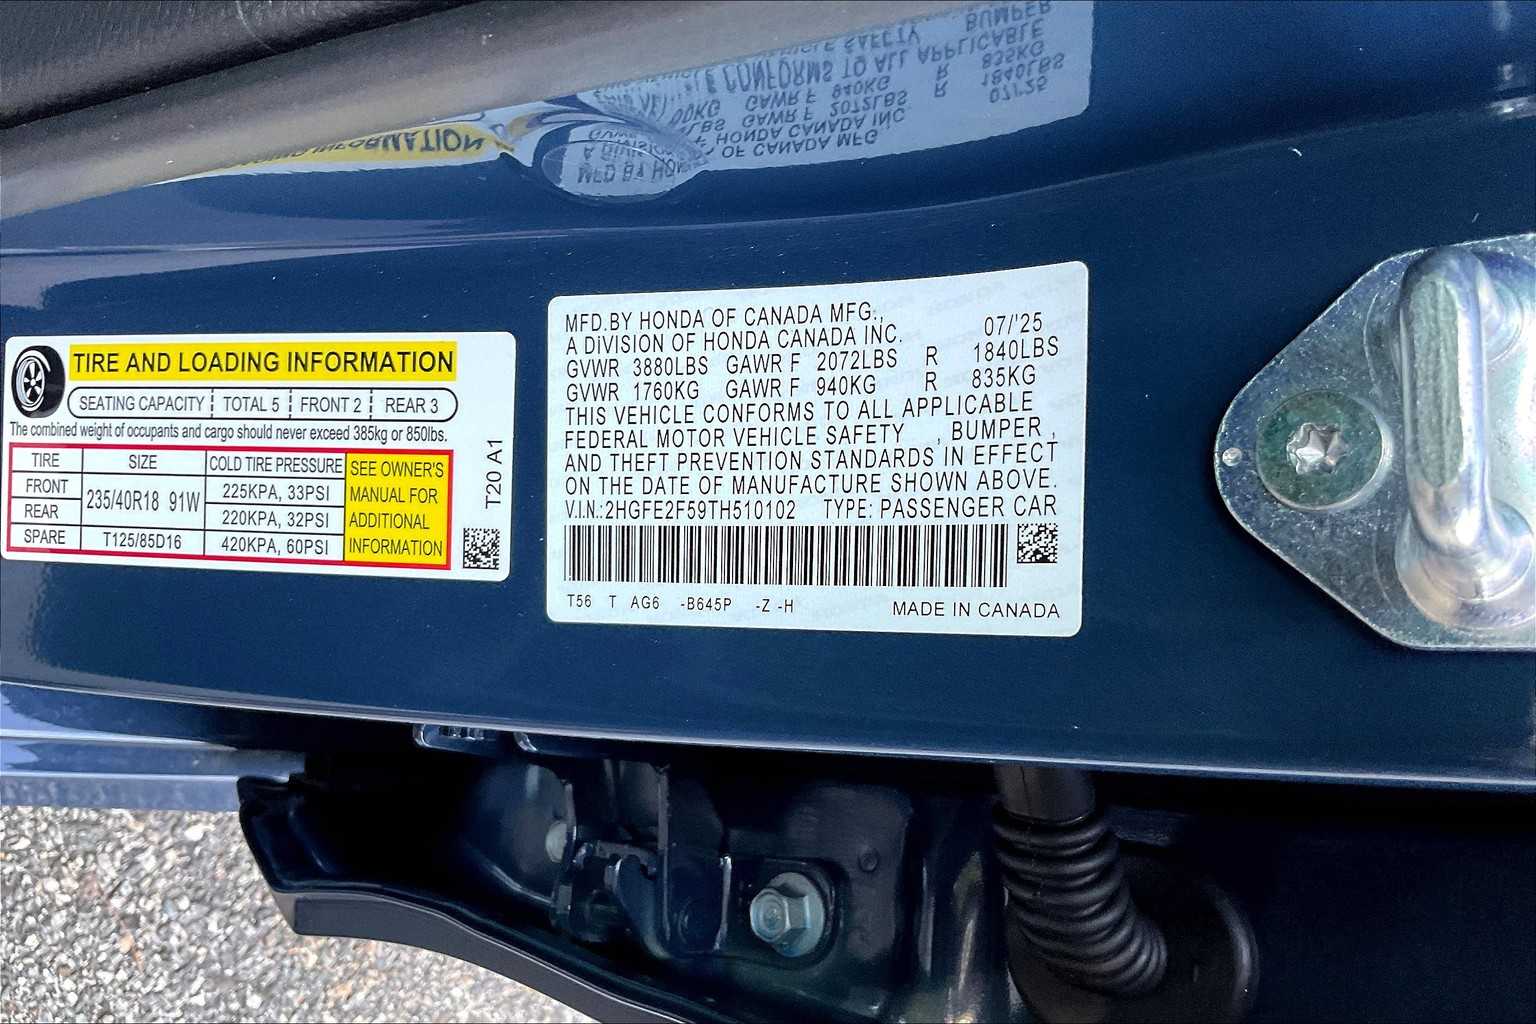 TIRE AND LOADING INFORMATION
SEATING CAPACITY TOTAL 5 FRONT 2 REAR 3
The combined weight of occupants and cargo should never exceed 385kg or 850lbs.
TIRE SIZE COLD TIRE PRESSURE
FRONT 235/40R18 91W 225KPA, 33PSI
REAR 220KPA, 32PSI
SPARE T125/85D16 420KPA, 60PSI
SEE OWNER'S
MANUAL FOR
ADDITIONAL
INFORMATION
T20 A1
MFD.BY HONDA OF CANADA MFG.,
A DIVISION OF HONDA CANADA INC. 07/'25
GVWR 3880LBS GAWR F 2072LBS R 1840LBS
GVWR 1760KG GAWR F 940KG R 835KG
THIS VEHICLE CONFORMS TO ALL APPLICABLE
FEDERAL MOTOR VEHICLE SAFETY , BUMPER ,
AND THEFT PREVENTION STANDARDS IN EFFECT
ON THE DATE OF MANUFACTURE SHOWN ABOVE.
V.I.N.:2HGFE2F59TH510102 TYPE: PASSENGER CAR
T56 T AG6 -B645P -Z -H MADE IN CANADA